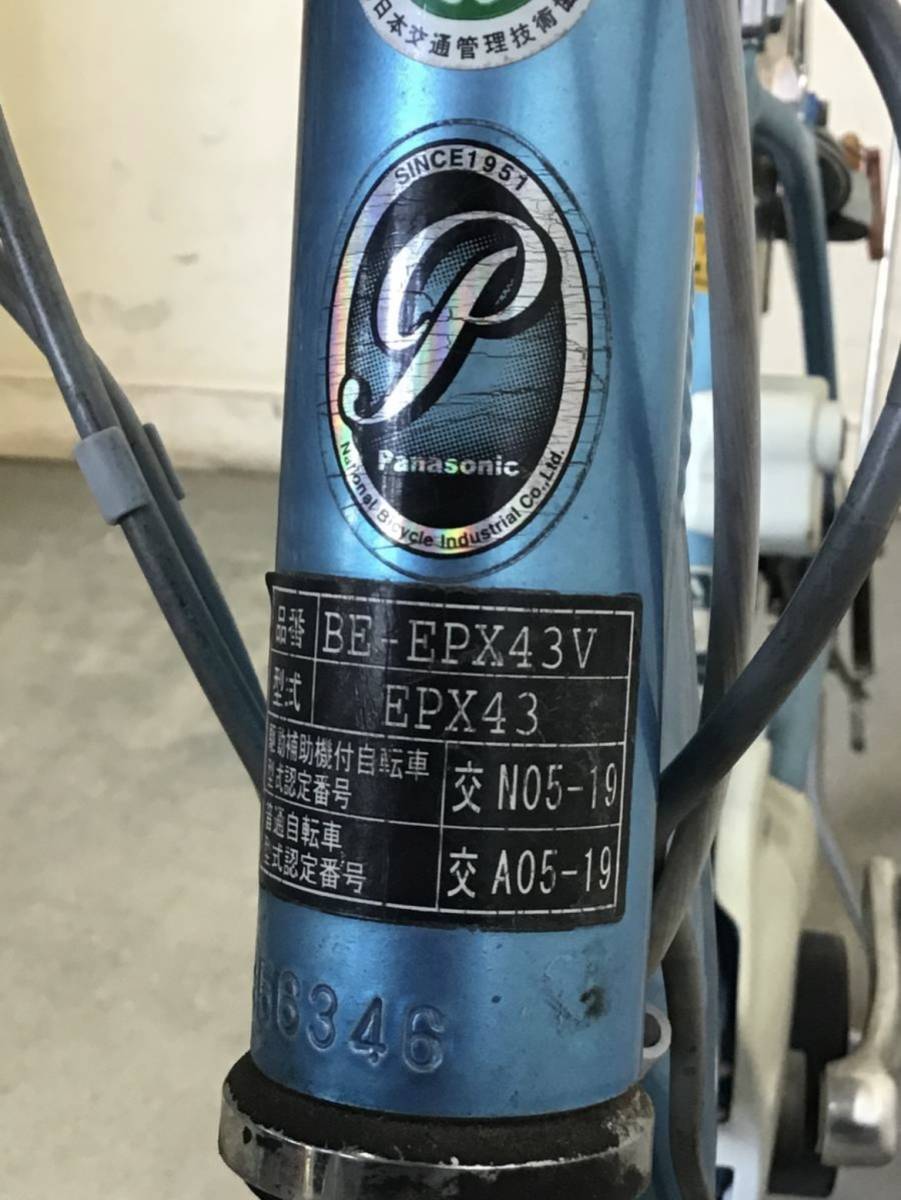 日本交通管理技術協
SINCE1951
Panasonic
National Bicycle Industrial Co.,Ltd.
品番 BE-EPX43V
型式 EPX43
駆動補助機付自転車
型式認定番号
交 N05-19
普通自転車
型式認定番号
交 A05-19
66346